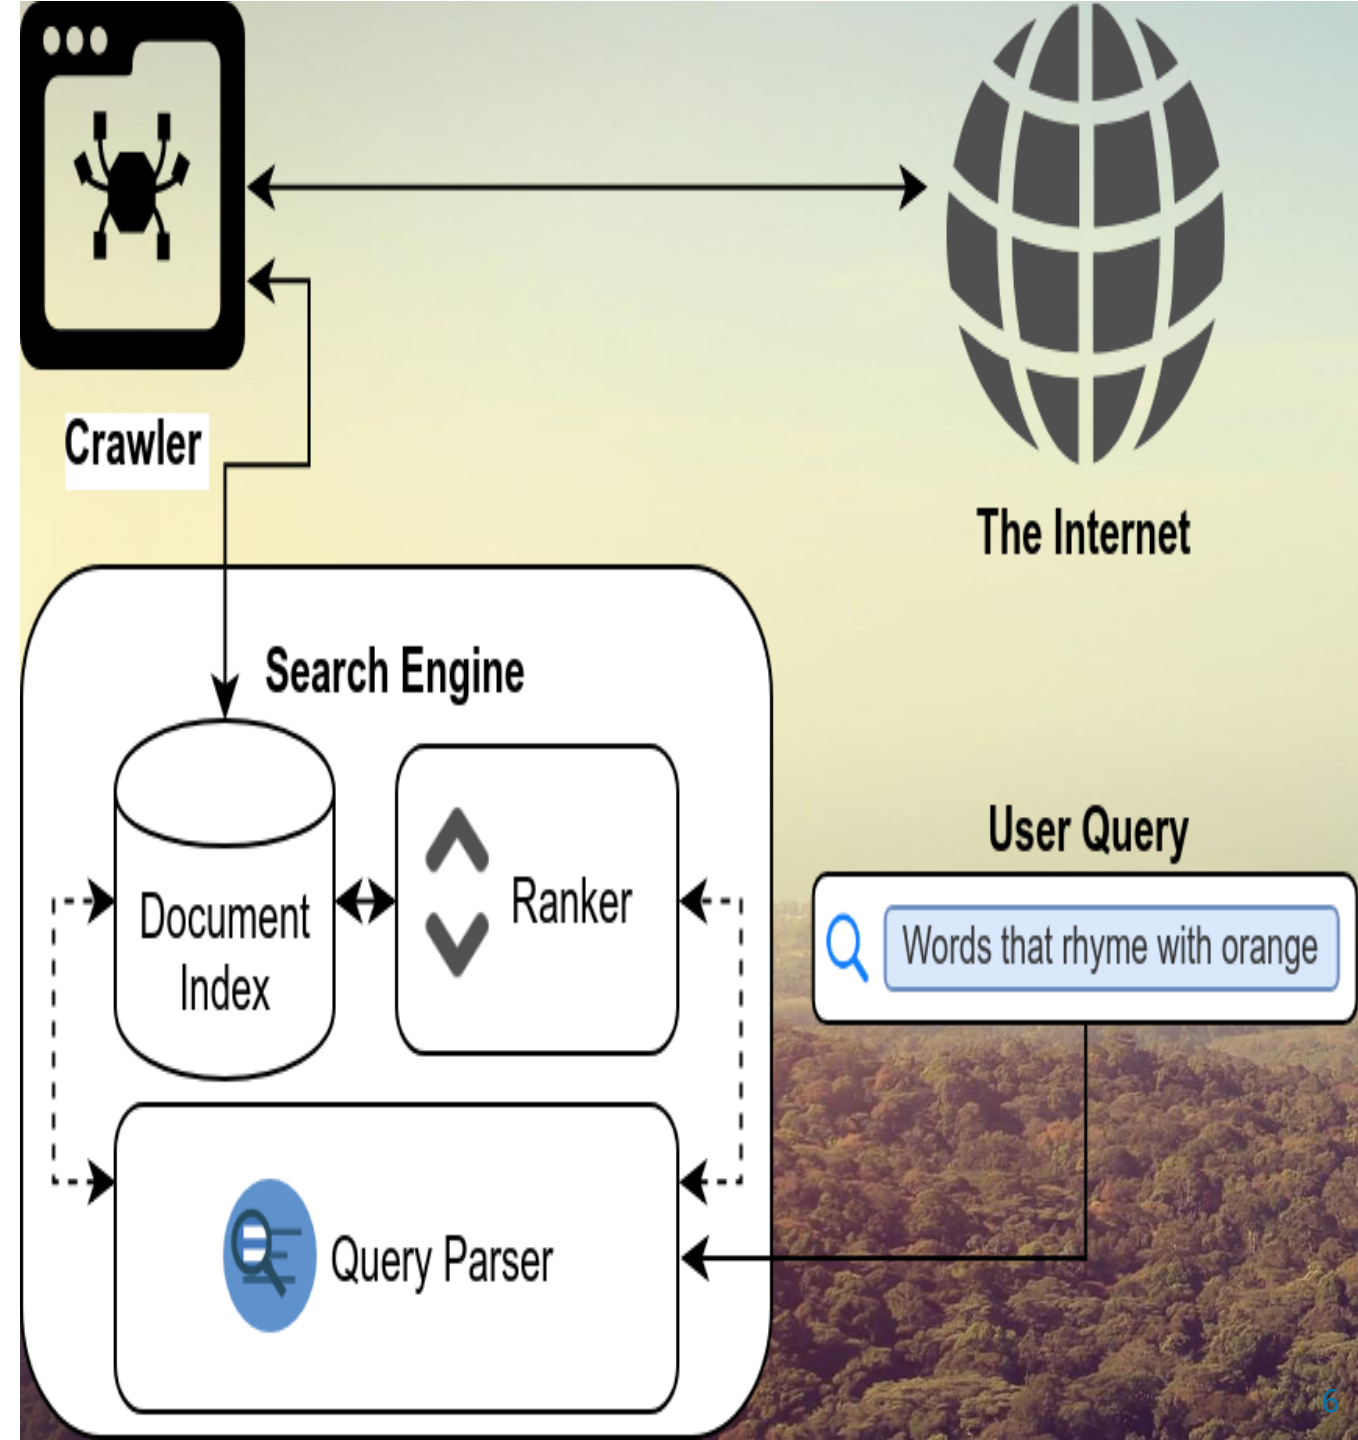 Crawler
The Internet
Search Engine
Document
Index
Ranker
User Query
Words that rhyme with orange
Query Parser
6